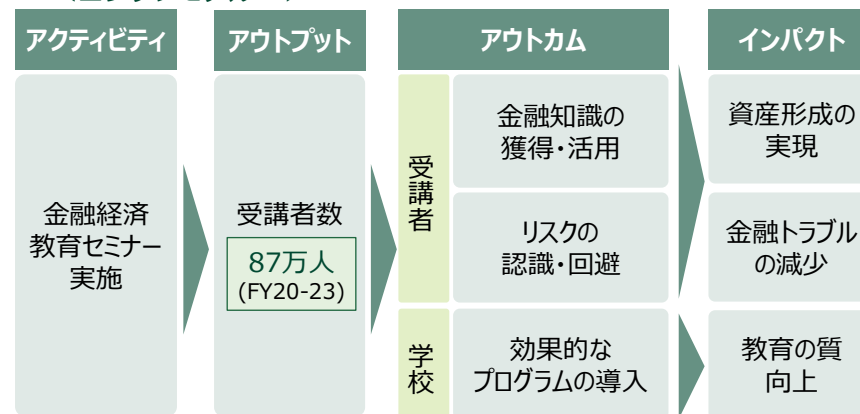 アクティビティ
アウトプット
アウトカム
インパクト
金融経済
教育セミナー
実施
受講者数
87万人
(FY20-23)
受講者
金融知識の
獲得・活用
リスクの
認識・回避
学校
効果的な
プログラムの導入
資産形成の
実現
金融トラブル
の減少
教育の質
向上